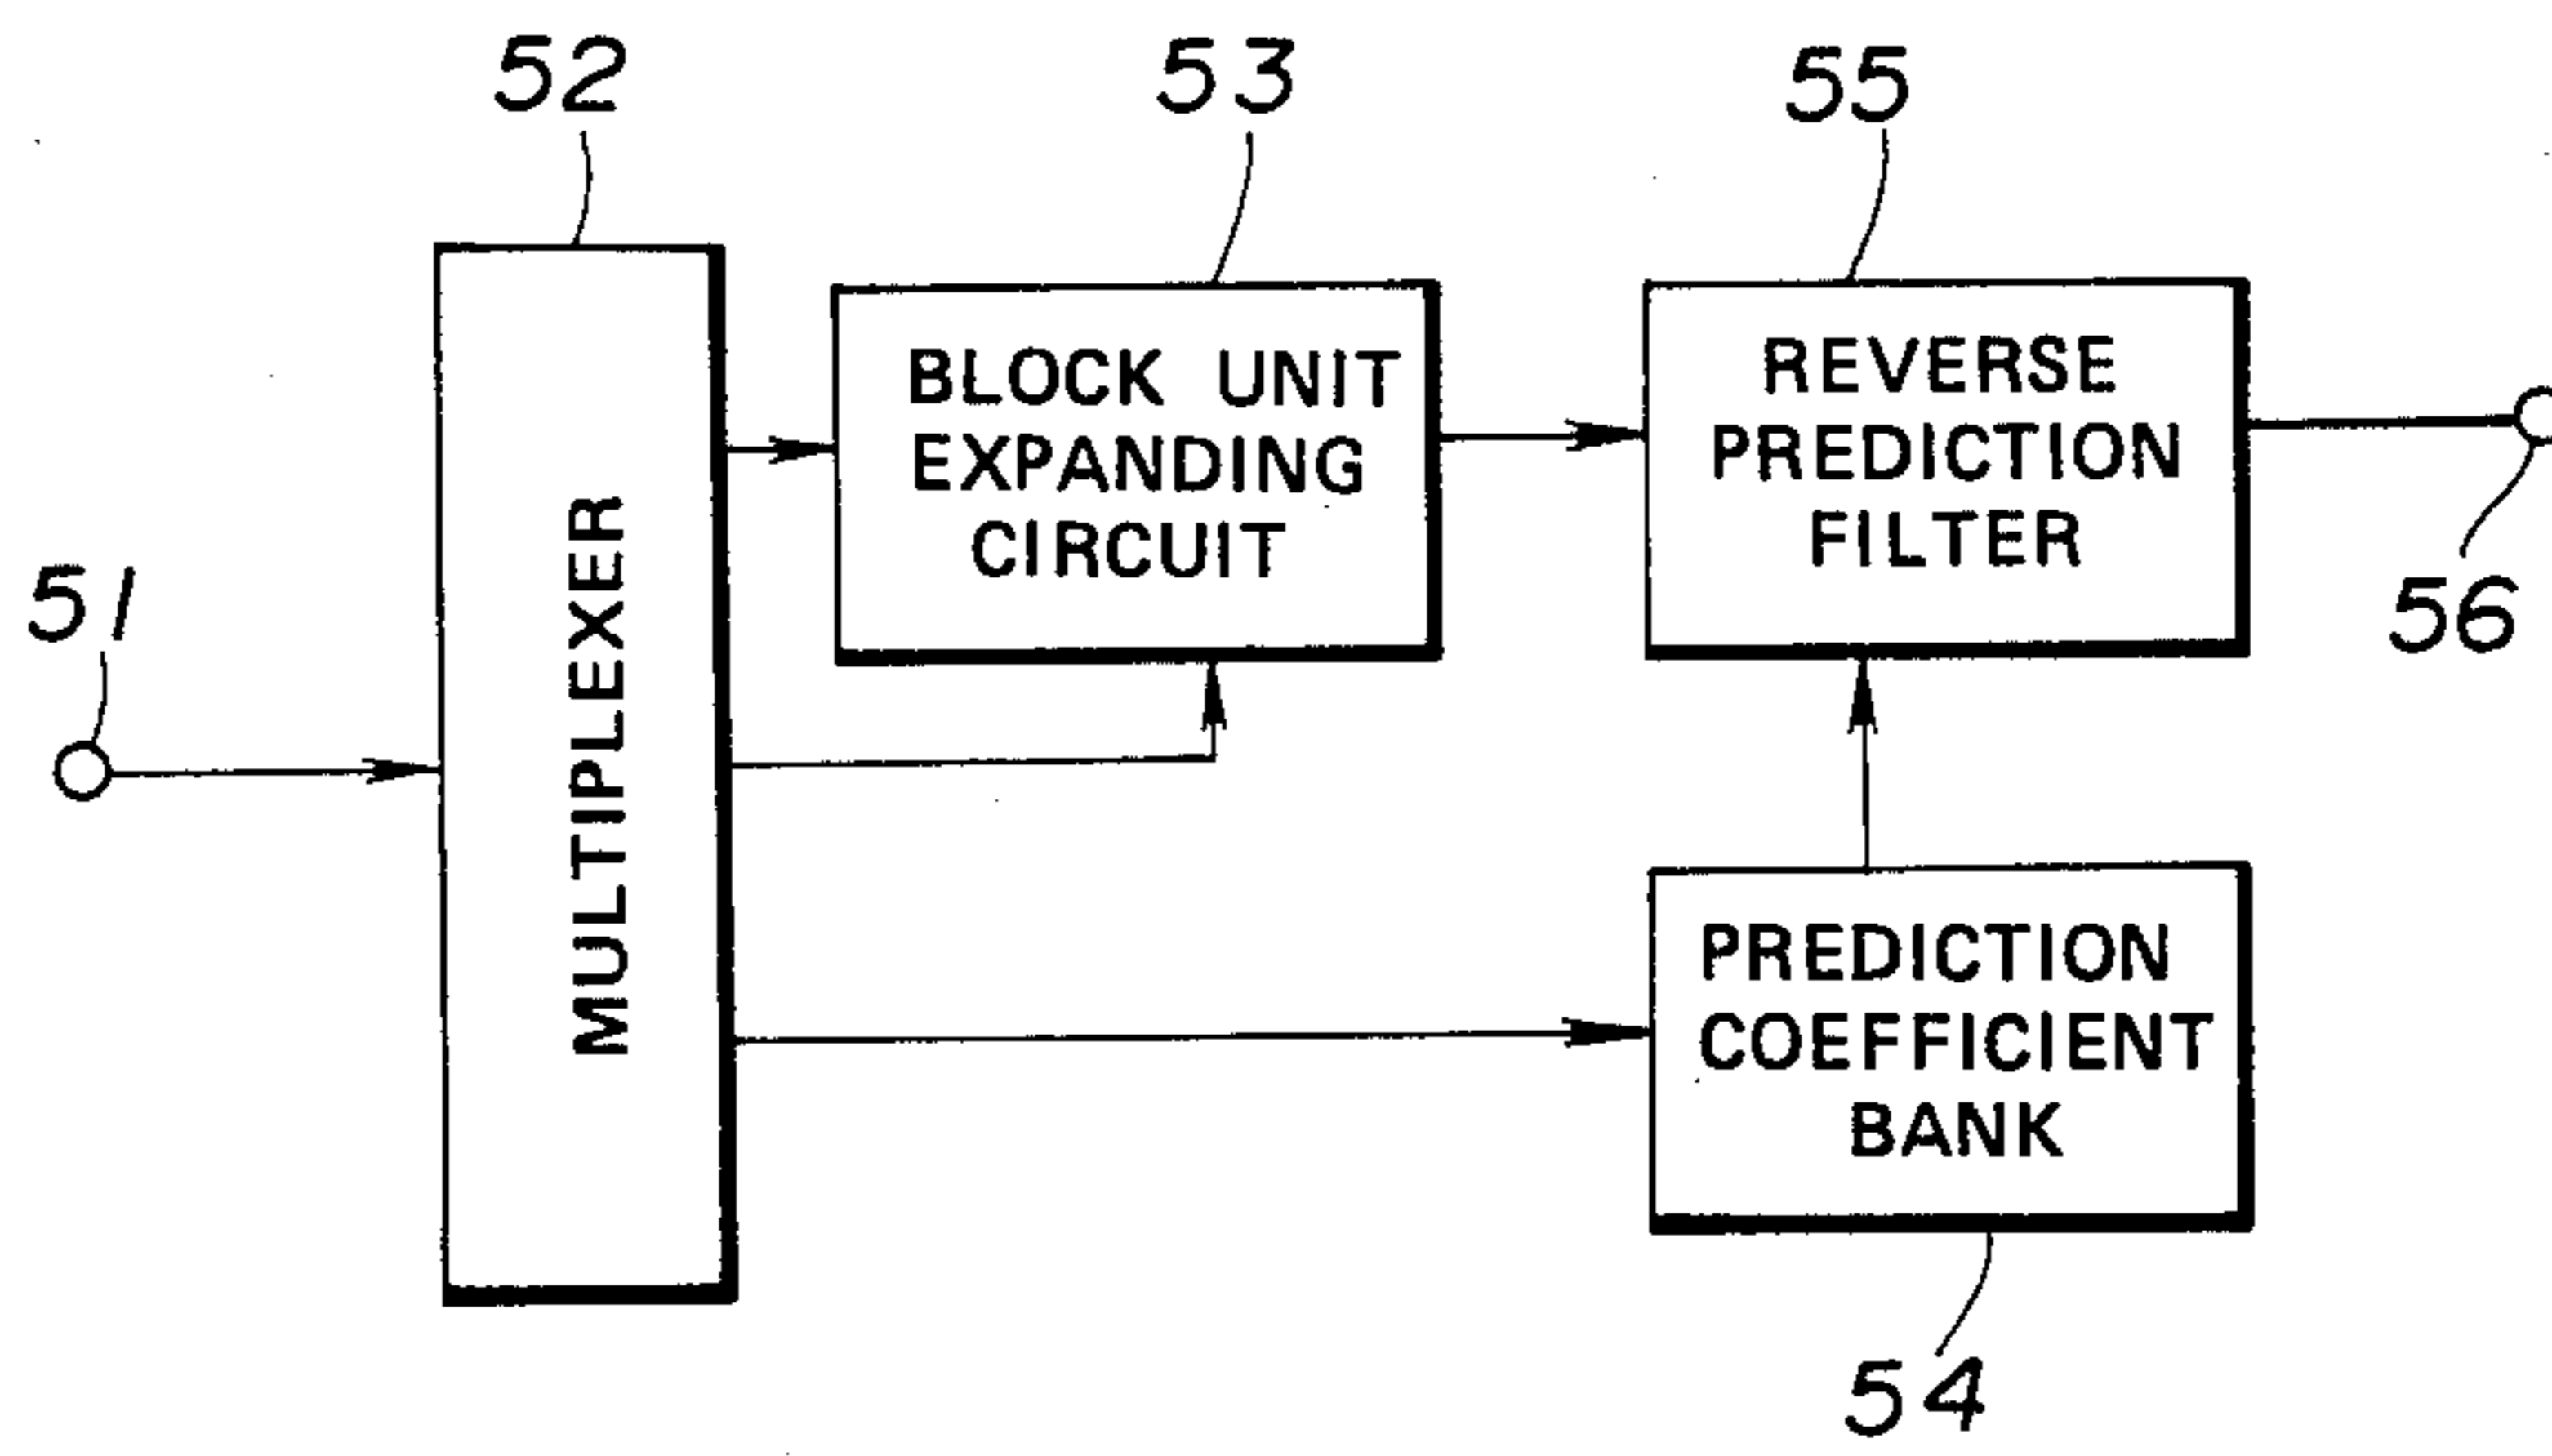 52
53
55
BLOCK UNIT
EXPANDING
CIRCUIT
REVERSE
PREDICTION
FILTER
51
MULTIPLEXER
56
PREDICTION
COEFFICIENT
BANK
54